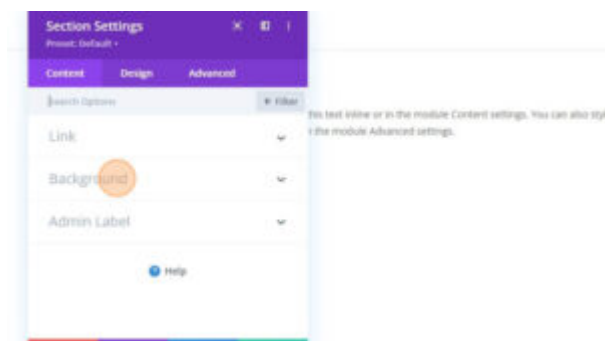 Section Settings
Preset: Default
Content Design Advanced
Search Options + Filter
Link
Background
Admin Label
? Help
this text inline or in the module Content settings. You can also styl
the module Advanced settings.